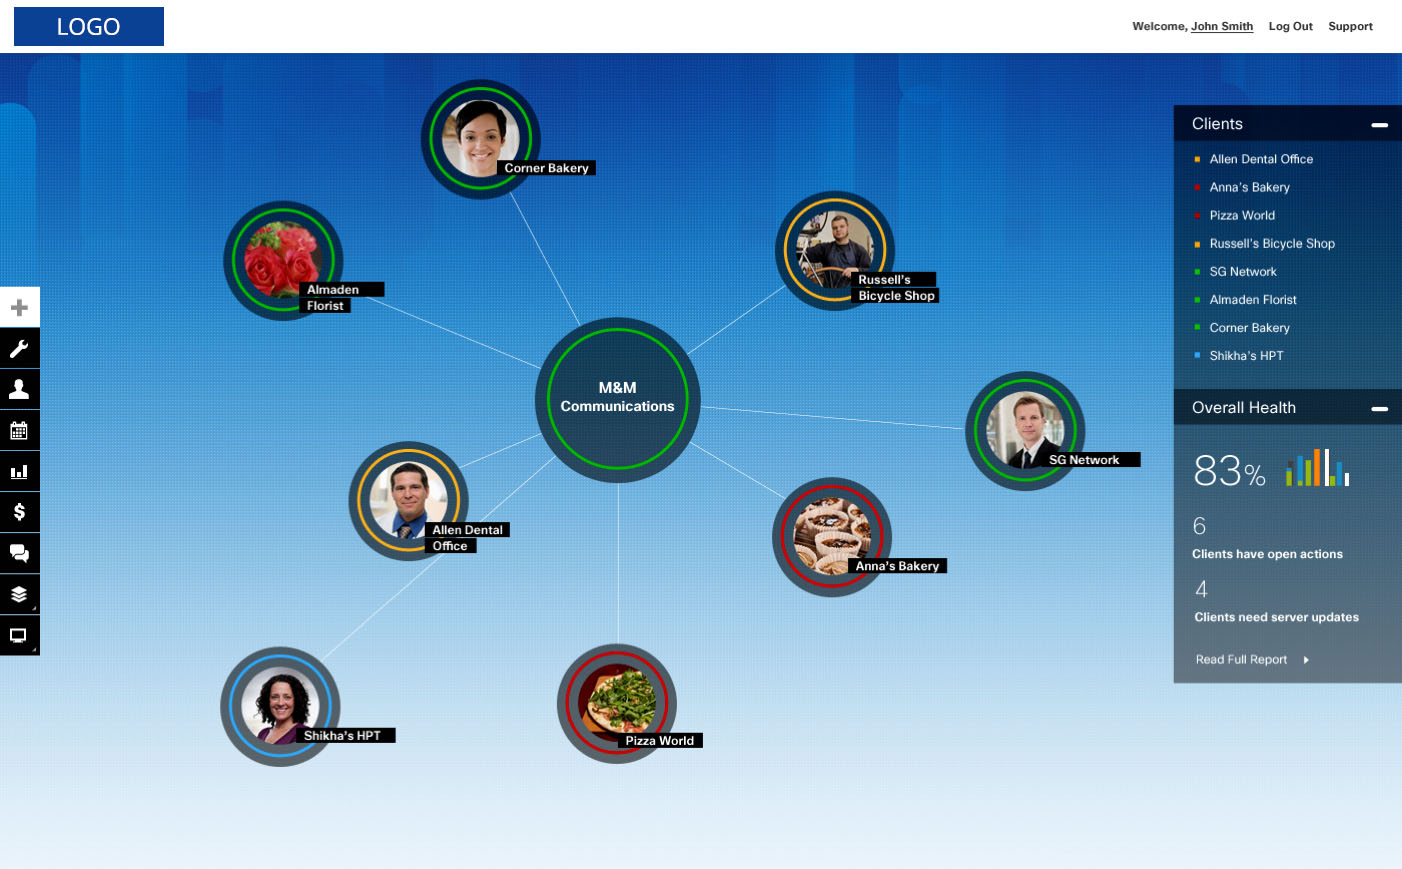 LOGO
Welcome, John Smith Log Out Support
Corner Bakery
Almaden
Florist
Russell's
Bicycle Shop
M&M
Communications
SG Network
Allen Dental
Office
Anna's Bakery
Shikha's HPT
Pizza World
Clients
Allen Dental Office
Anna's Bakery
Pizza World
Russell's Bicycle Shop
SG Network
Almaden Florist
Corner Bakery
Shikha's HPT
Overall Health
83%
6
Clients have open actions
4
Clients need server updates
Read Full Report
$